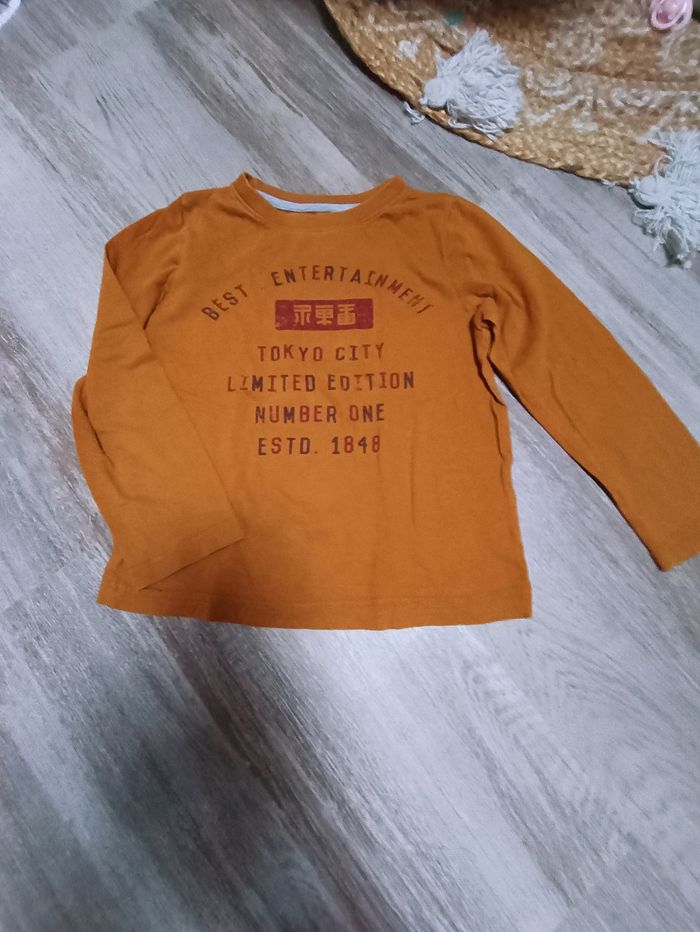 BEST . ENTERTAINMENT
TOKYO CITY
LIMITED EDITION
NUMBER ONE
ESTD. 1848